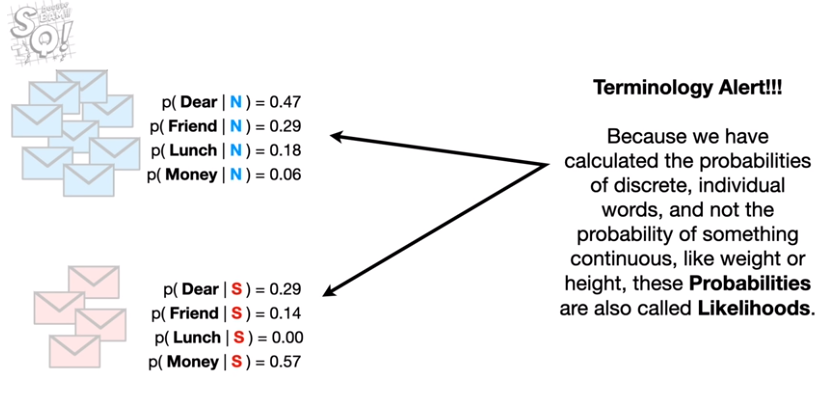 SQ!
p( Dear | N ) = 0.47
p( Friend | N ) = 0.29
p( Lunch | N ) = 0.18
p( Money | N ) = 0.06
p( Dear | S ) = 0.29
p( Friend | S ) = 0.14
p( Lunch | S ) = 0.00
p( Money | S ) = 0.57
Terminology Alert!!!
Because we have
calculated the probabilities
of discrete, individual
words, and not the
probability of something
continuous, like weight or
height, these Probabilities
are also called Likelihoods.